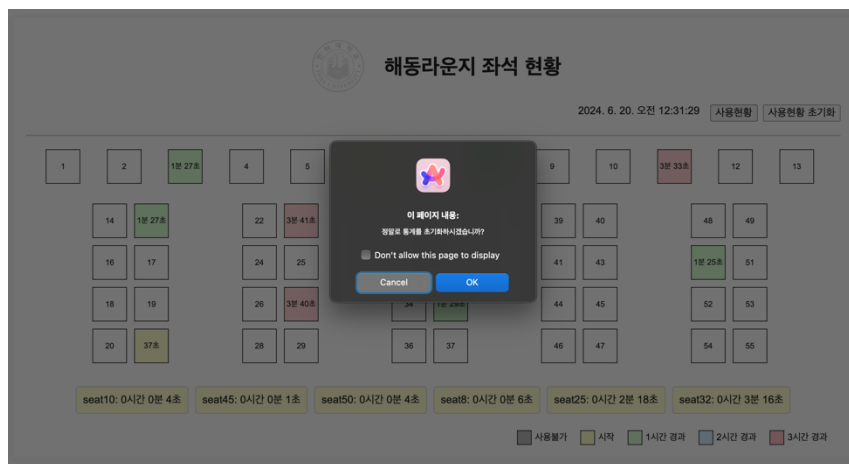 해동라운지 좌석 현황
2024. 6. 20. 오전 12:31:29 사용현황 사용현황 초기화
1 2 1분 27초 4 5 9 10 3분 33초 12 13
이 페이지 내용:
정말로 통계를 초기화하시겠습니까?
Don't allow this page to display
Cancel OK
14 1분 27초 22 3분 41초 39 40 48 49
16 17 24 25 41 43 1분 25초 51
18 19 26 3분 40초 34 44 45 52 53
20 37초 28 29 36 37 46 47 54 55
seat10: 0시간 0분 4초 seat45: 0시간 0분 1초 seat50: 0시간 0분 4초 seat8: 0시간 0분 6초 seat25: 0시간 2분 18초 seat32: 0시간 3분 16초
사용불가 시작 1시간 경과 2시간 경과 3시간 경과